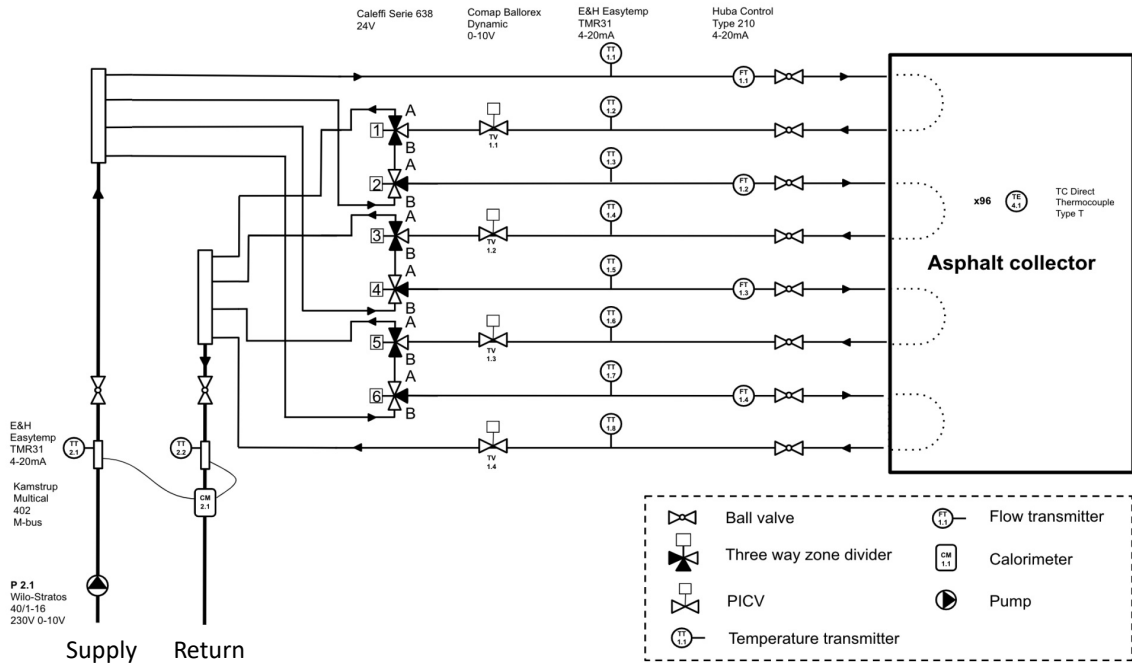 Caleffi Serie 638
24V
Comap Ballorex
Dynamic
0-10V
E&H Easytemp
TMR31
4-20mA
Huba Control
Type 210
4-20mA
TT
1.1
FT
1.1
A
TT
1.2
1
TV
1.1
B
A
TT
1.3
2
FT
1.2
B
A
TT
1.4
3
TV
1.2
B
A
TT
1.5
4
FT
1.3
B
A
TT
1.6
5
TV
1.3
B
A
TT
1.7
6
FT
1.4
B
TT
1.8
TV
1.4
x96
TE
4.1
TC Direct
Thermocouple
Type T
Asphalt collector
E&H
Easytemp
TMR31
4-20mA
TT
2.1
TT
2.2
Kamstrup
Multical
402
M-bus
CM
2.1
P 2.1
Wilo-Stratos
40/1-16
230V 0-10V
Supply
Return
Ball valve
Three way zone divider
PICV
TT
1.1
Temperature transmitter
FT
1.1
Flow transmitter
CM
1.1
Calorimeter
Pump